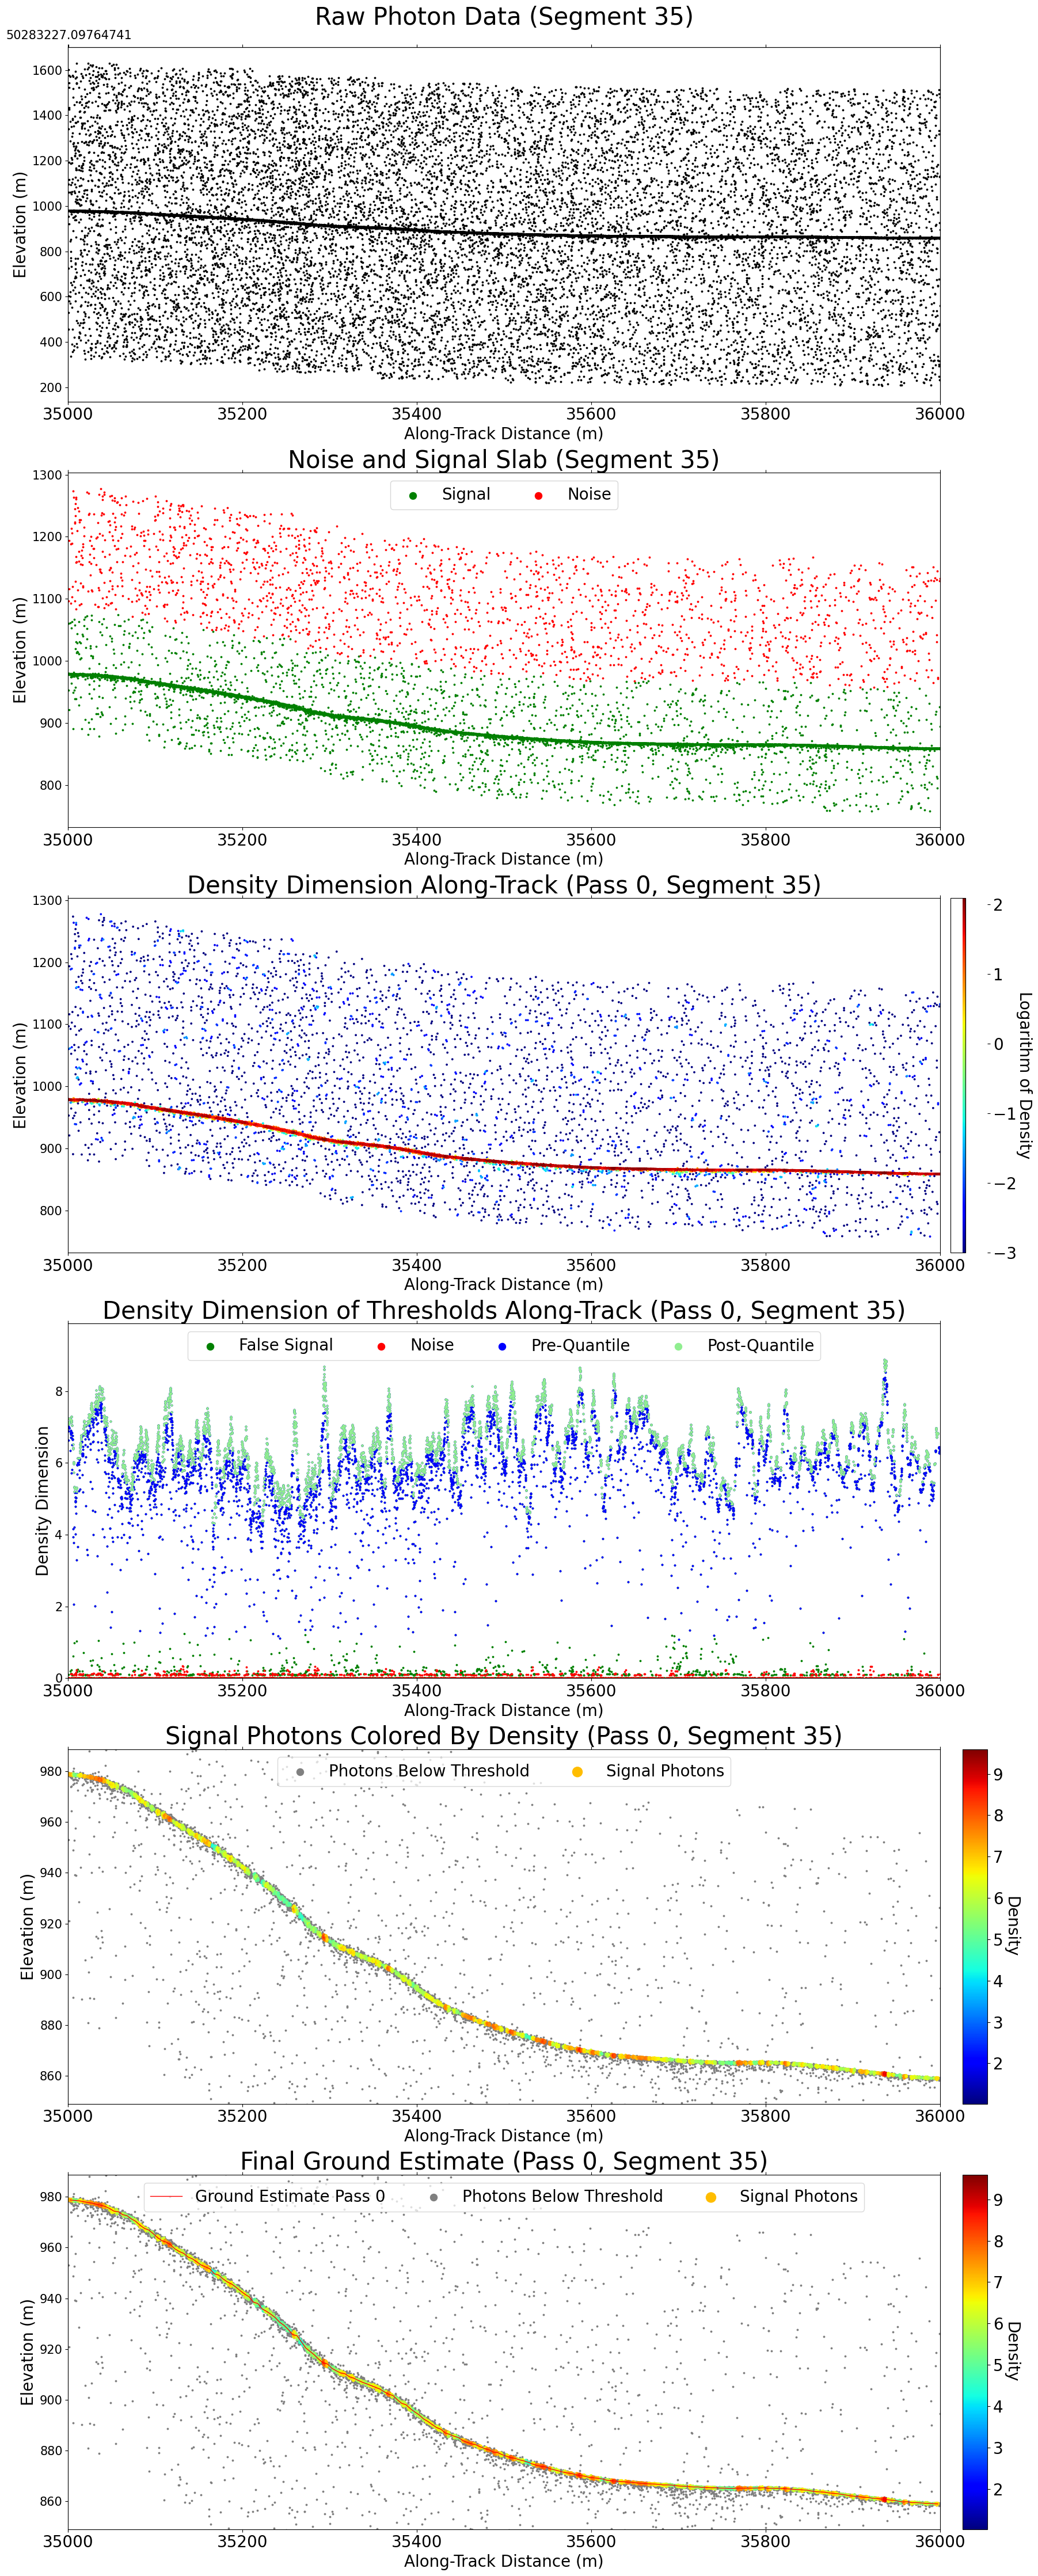 Raw Photon Data (Segment 35)
50283227.09764741
1600
1400
1200
1000
800
600
400
200
Elevation (m)
35000 35200 35400 35600 35800 36000
Along-Track Distance (m)
Noise and Signal Slab (Segment 35)
Signal Noise
1300
1200
1100
1000
900
800
Elevation (m)
35000 35200 35400 35600 35800 36000
Along-Track Distance (m)
Density Dimension Along-Track (Pass 0, Segment 35)
1300
1200
1100
1000
900
800
Elevation (m)
35000 35200 35400 35600 35800 36000
Along-Track Distance (m)
2
1
0
−1
−2
−3
Logarithm of Density
Density Dimension of Thresholds Along-Track (Pass 0, Segment 35)
False Signal Noise Pre-Quantile Post-Quantile
8
6
4
2
0
Density Dimension
35000 35200 35400 35600 35800 36000
Along-Track Distance (m)
Signal Photons Colored By Density (Pass 0, Segment 35)
Photons Below Threshold Signal Photons
980
960
940
920
900
880
860
Elevation (m)
35000 35200 35400 35600 35800 36000
Along-Track Distance (m)
9
8
7
6
5
4
3
2
Density
Final Ground Estimate (Pass 0, Segment 35)
Ground Estimate Pass 0 Photons Below Threshold Signal Photons
980
960
940
920
900
880
860
Elevation (m)
35000 35200 35400 35600 35800 36000
Along-Track Distance (m)
9
8
7
6
5
4
3
2
Density